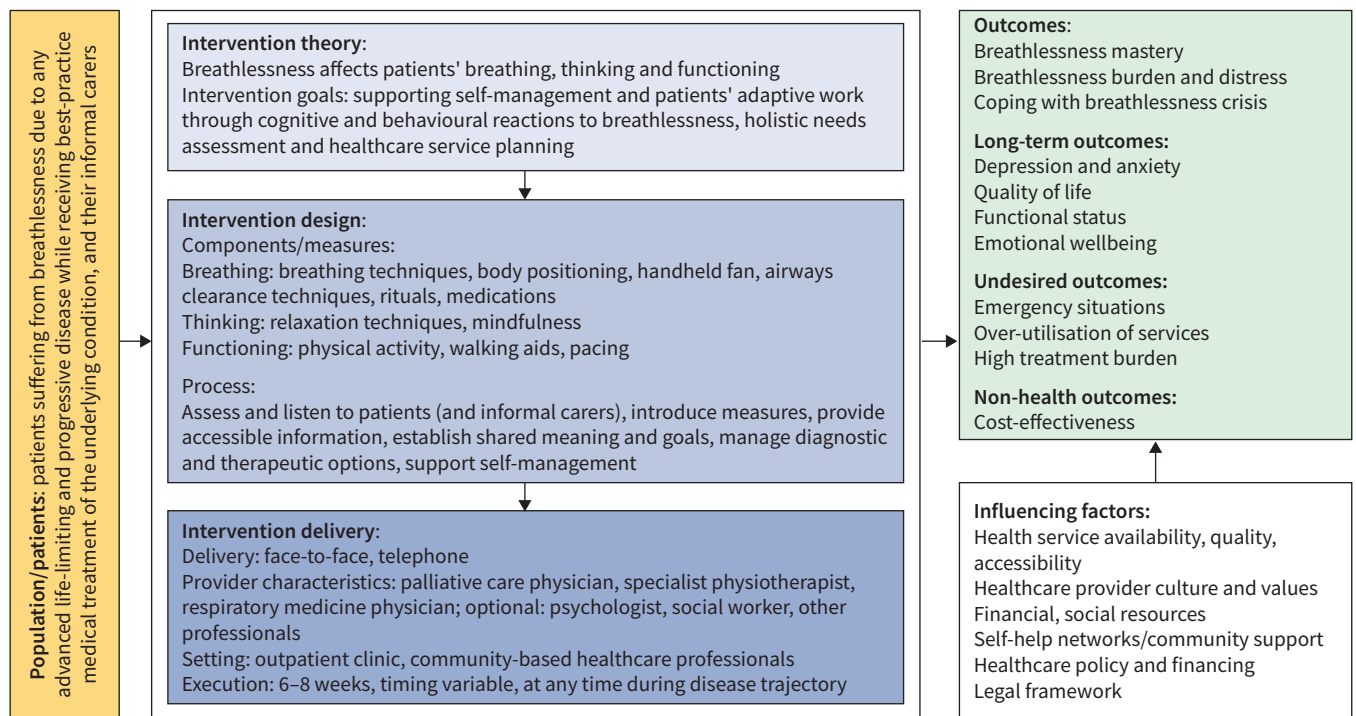 Population/patients: patients suffering from breathlessness due to any
advanced life-limiting and progressive disease while receiving best-practice
medical treatment of the underlying condition, and their informal carers
Intervention theory:
Breathlessness affects patients' breathing, thinking and functioning
Intervention goals: supporting self-management and patients' adaptive work
through cognitive and behavioural reactions to breathlessness, holistic needs
assessment and healthcare service planning
Intervention design:
Components/measures:
Breathing: breathing techniques, body positioning, handheld fan, airways
clearance techniques, rituals, medications
Thinking: relaxation techniques, mindfulness
Functioning: physical activity, walking aids, pacing
Process:
Assess and listen to patients (and informal carers), introduce measures, provide
accessible information, establish shared meaning and goals, manage diagnostic
and therapeutic options, support self-management
Intervention delivery:
Delivery: face-to-face, telephone
Provider characteristics: palliative care physician, specialist physiotherapist,
respiratory medicine physician; optional: psychologist, social worker, other
professionals
Setting: outpatient clinic, community-based healthcare professionals
Execution: 6–8 weeks, timing variable, at any time during disease trajectory
Outcomes:
Breathlessness mastery
Breathlessness burden and distress
Coping with breathlessness crisis
Long-term outcomes:
Depression and anxiety
Quality of life
Functional status
Emotional wellbeing
Undesired outcomes:
Emergency situations
Over-utilisation of services
High treatment burden
Non-health outcomes:
Cost-effectiveness
Influencing factors:
Health service availability, quality,
accessibility
Healthcare provider culture and values
Financial, social resources
Self-help networks/community support
Healthcare policy and financing
Legal framework